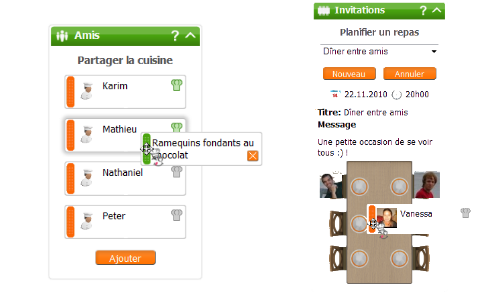 Amis ?
Partager la cuisine
Karim
Mathieu
Ramequins fondants au
chocolat
Nathaniel
Peter
Ajouter
Invitations ?
Planifier un repas
Dîner entre amis
Nouveau Annuler
22.11.2010 20h00
Titre: Dîner entre amis
Message
Une petite occasion de se voir
tous :) !
Vanessa